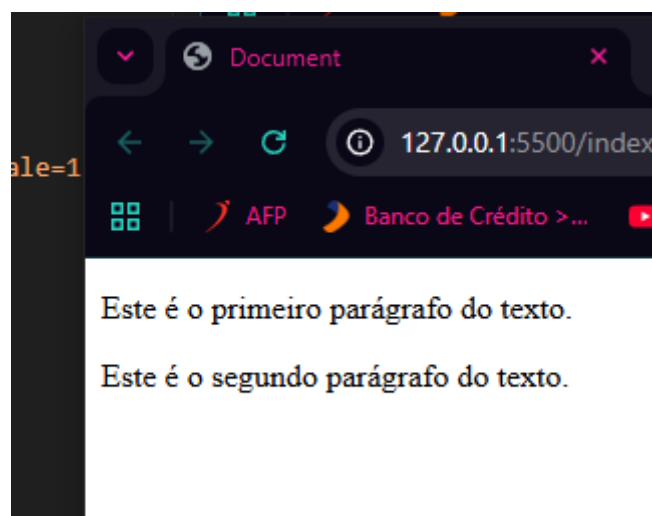 Document
ale=1
127.0.0.1:5500/index
AFP
Banco de Crédito >...
Este é o primeiro parágrafo do texto.
Este é o segundo parágrafo do texto.